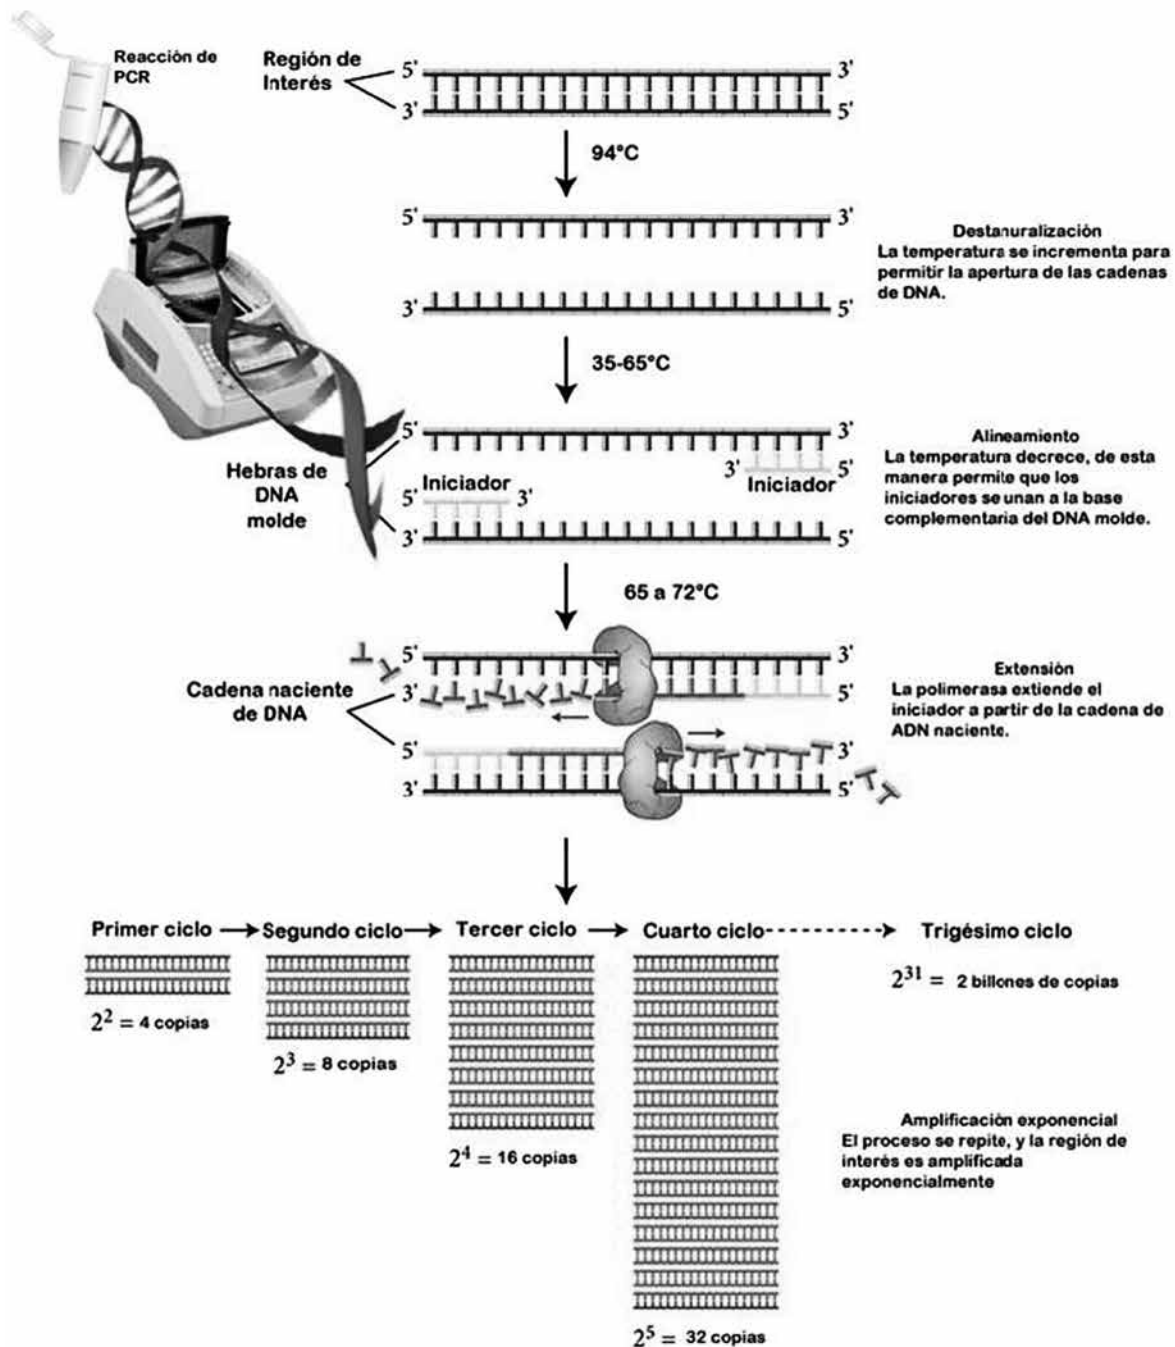 Reacción de
PCR
Región de
Interés
5'
3'
3'
5'
94°C
5'
3'
3'
5'
Destanuralización
La temperatura se incrementa para
permitir la apertura de las cadenas
de DNA.
35-65°C
Hebras de
DNA
molde
5'
3'
3'
5'
Iniciador
Iniciador
5'
3'
3'
5'
Alineamiento
La temperatura decrece, de esta
manera permite que los
iniciadores se unan a la base
complementaria del DNA molde.
65 a 72°C
Cadena naciente
de DNA
5'
3'
3'
5'
5'
3'
3'
5'
Extensión
La polimerasa extiende el
iniciador a partir de la cadena de
ADN naciente.
Primer ciclo
Segundo ciclo
Tercer ciclo
Cuarto ciclo
Trigésimo ciclo
2² = 4 copias
2³ = 8 copias
2⁴ = 16 copias
2⁵ = 32 copias
2³¹ = 2 billones de copias
Amplificación exponencial
El proceso se repite, y la región de
interés es amplificada
exponencialmente